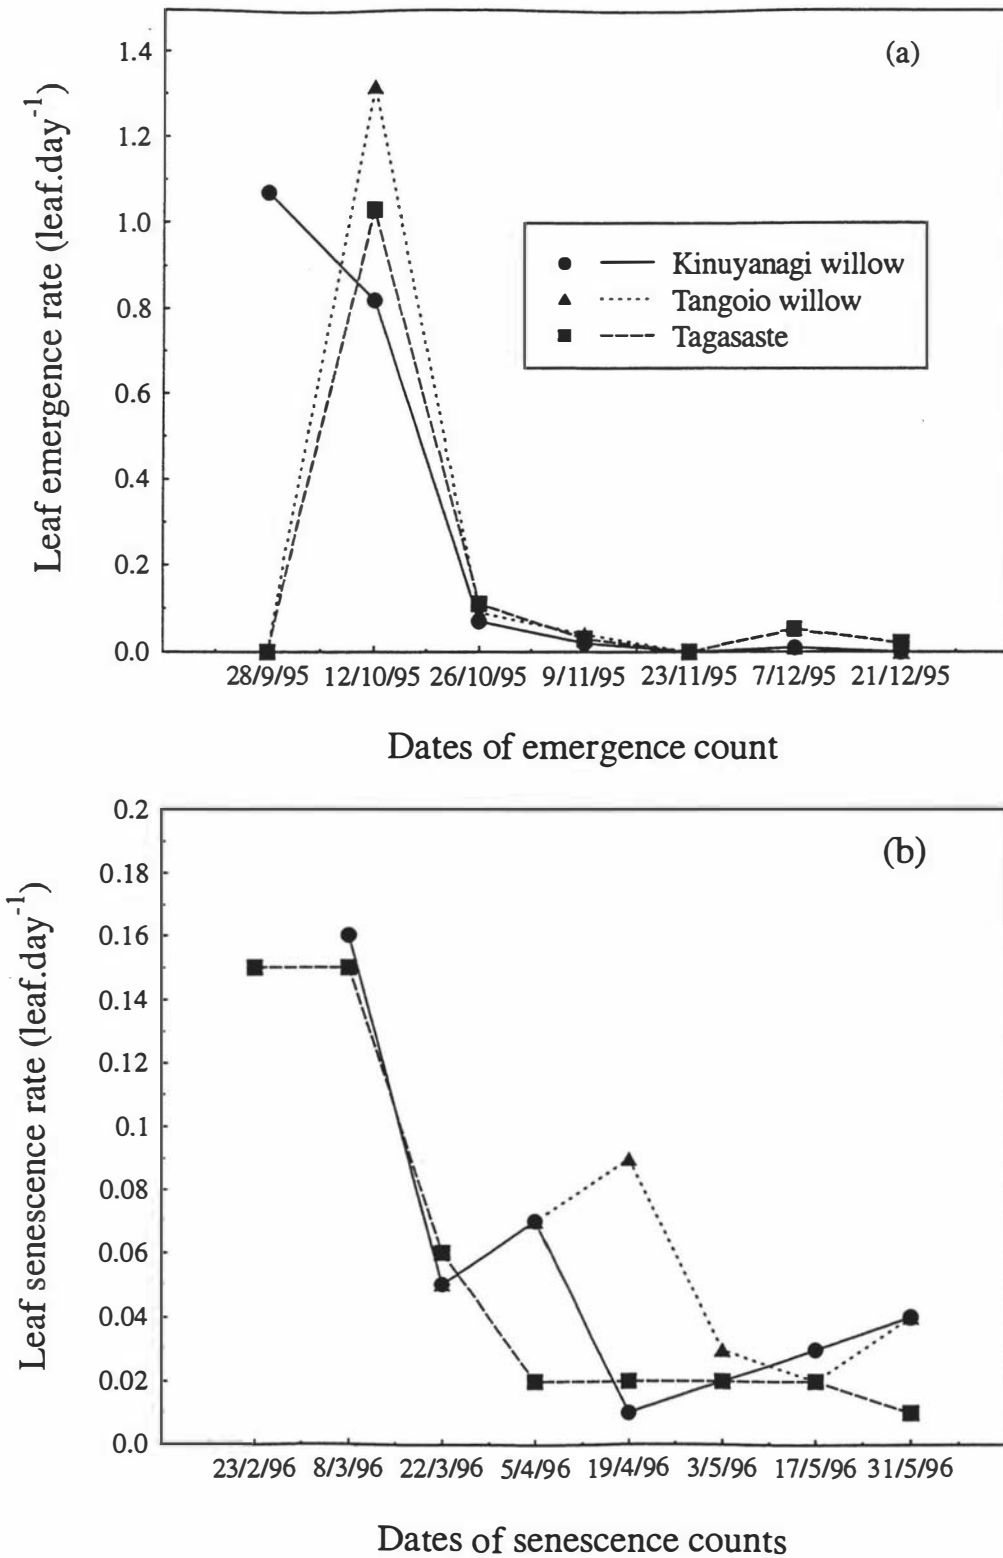 (a)
Leaf emergence rate (leaf.day-1)
1.4
1.2
1.0
0.8
0.6
0.4
0.2
0.0
Kinuyanagi willow
Tangoio willow
Tagasaste
28/9/95 12/10/95 26/10/95 9/11/95 23/11/95 7/12/95 21/12/95
Dates of emergence count
(b)
Leaf senescence rate (leaf.day-1)
0.2
0.18
0.16
0.14
0.12
0.1
0.08
0.06
0.04
0.02
0.0
23/2/96 8/3/96 22/3/96 5/4/96 19/4/96 3/5/96 17/5/96 31/5/96
Dates of senescence counts